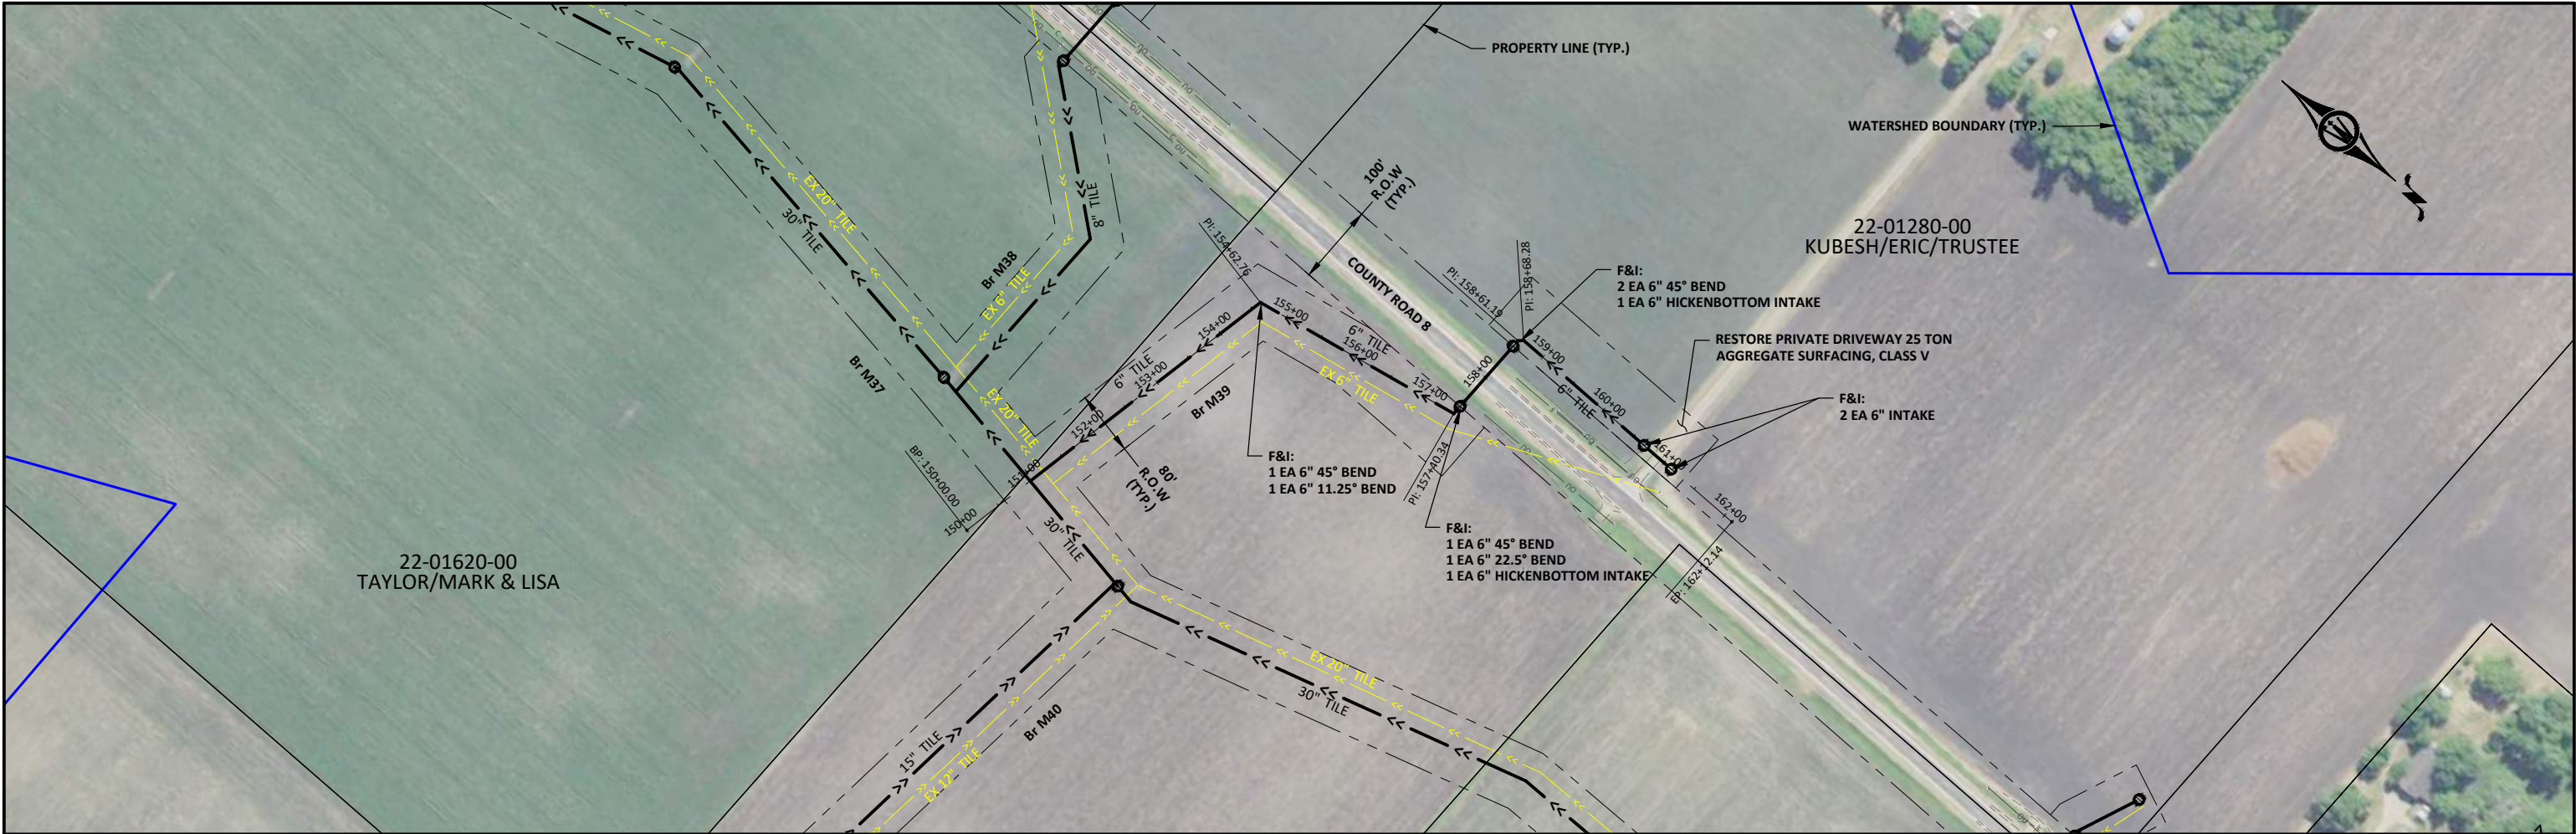 PROPERTY LINE (TYP.)
WATERSHED BOUNDARY (TYP.)
22-01280-00
KUBESH/ERIC/TRUSTEE
100'
R.O.W
(TYP.)
COUNTY ROAD 8
EX 20" TILE
30" TILE
8" TILE
Br M38
EX 6" TILE
Br M37
PI: 154+62.76
PI: 158+61.19
PI: 158+68.28
F&I:
2 EA 6" 45° BEND
1 EA 6" HICKENBOTTOM INTAKE
RESTORE PRIVATE DRIVEWAY 25 TON
AGGREGATE SURFACING, CLASS V
F&I:
2 EA 6" INTAKE
155+00
154+00
6" TILE
156+00
157+00
158+00
159+00
6" TILE
160+00
161+00
162+00
6" TILE
153+00
152+00
151+00
150+00
BP: 150+00.00
EX 20" TILE
Br M39
EX 6" TILE
80'
R.O.W
(TYP.)
F&I:
1 EA 6" 45° BEND
1 EA 6" 11.25° BEND
PI: 157+40.34
F&I:
1 EA 6" 45° BEND
1 EA 6" 22.5° BEND
1 EA 6" HICKENBOTTOM INTAKE
EP: 162+12.14
30" TILE
22-01620-00
TAYLOR/MARK & LISA
EX 20" TILE
30" TILE
15" TILE
EX 12" TILE
Br M40